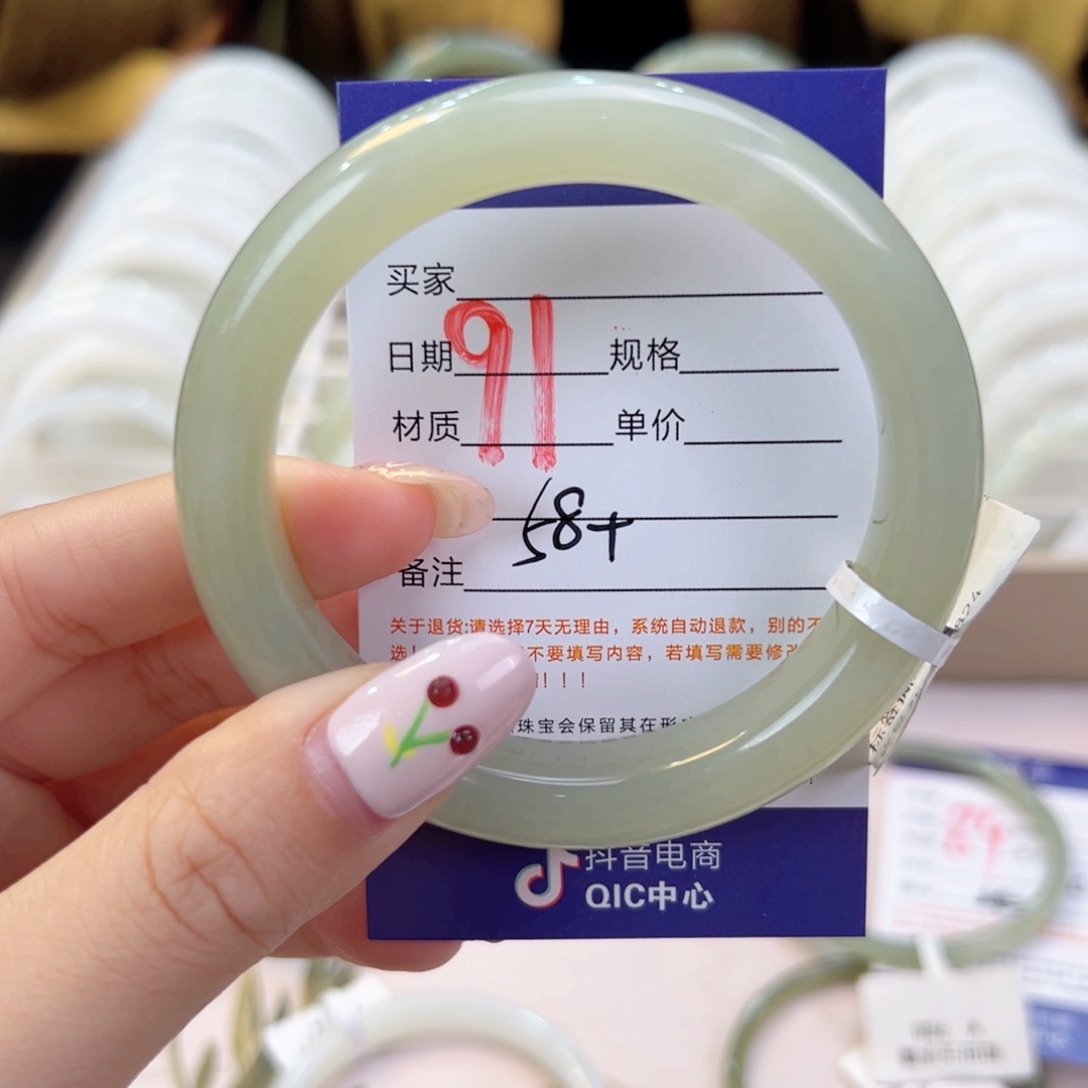 买家
91
日期 规格
材质 单价
58+
备注
关于退货:请选择7天无理由，系统自动退款，别的不
选! 不要填写内容，若填写需要修改
!!!
珠宝会保留其在形
抖音电商
QIC中心